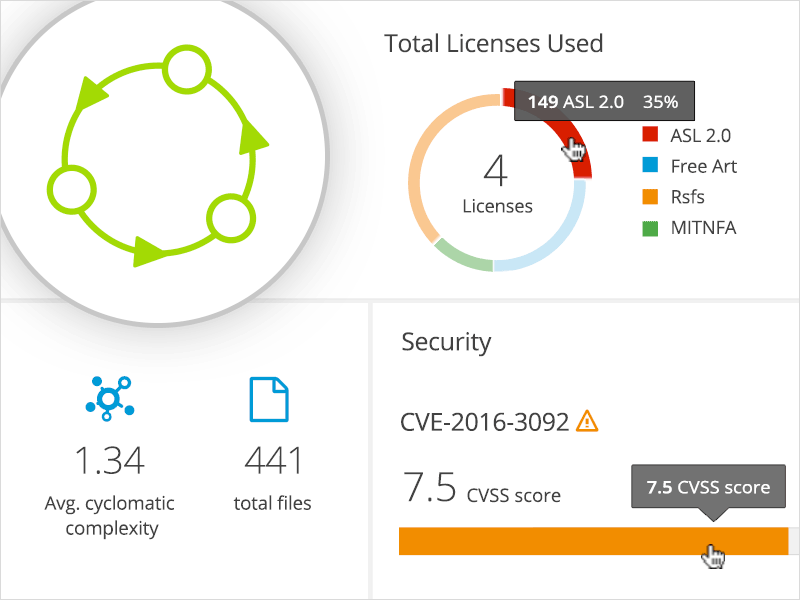 Total Licenses Used
149 ASL 2.0 35%
4
Licenses
ASL 2.0
Free Art
Rsfs
MITNFA
1.34
Avg. cyclomatic
complexity
441
total files
Security
CVE-2016-3092
7.5 CVSS score
7.5 CVSS score